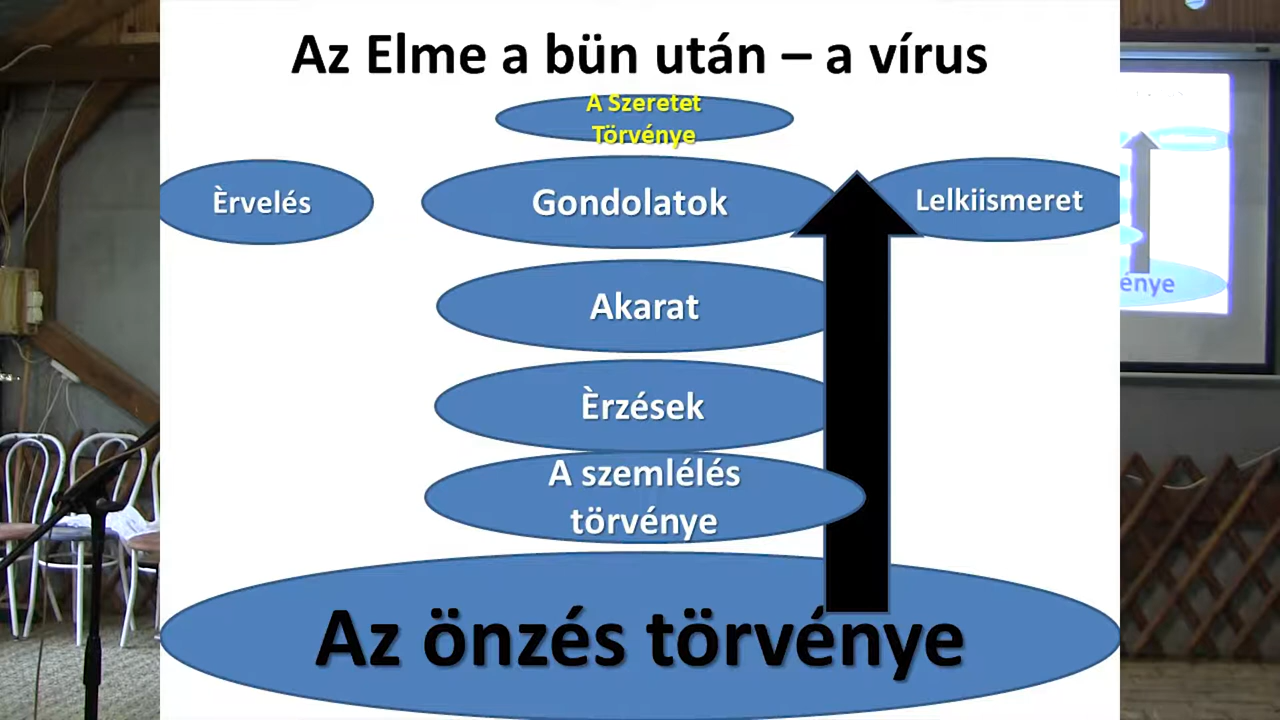 Az Elme a bün után – a vírus
A Szeretet
Törvénye
Èrvelés
Gondolatok
Lelkiismeret
Akarat
Èrzések
A szemlélés
törvénye
Az önzés törvénye
énye